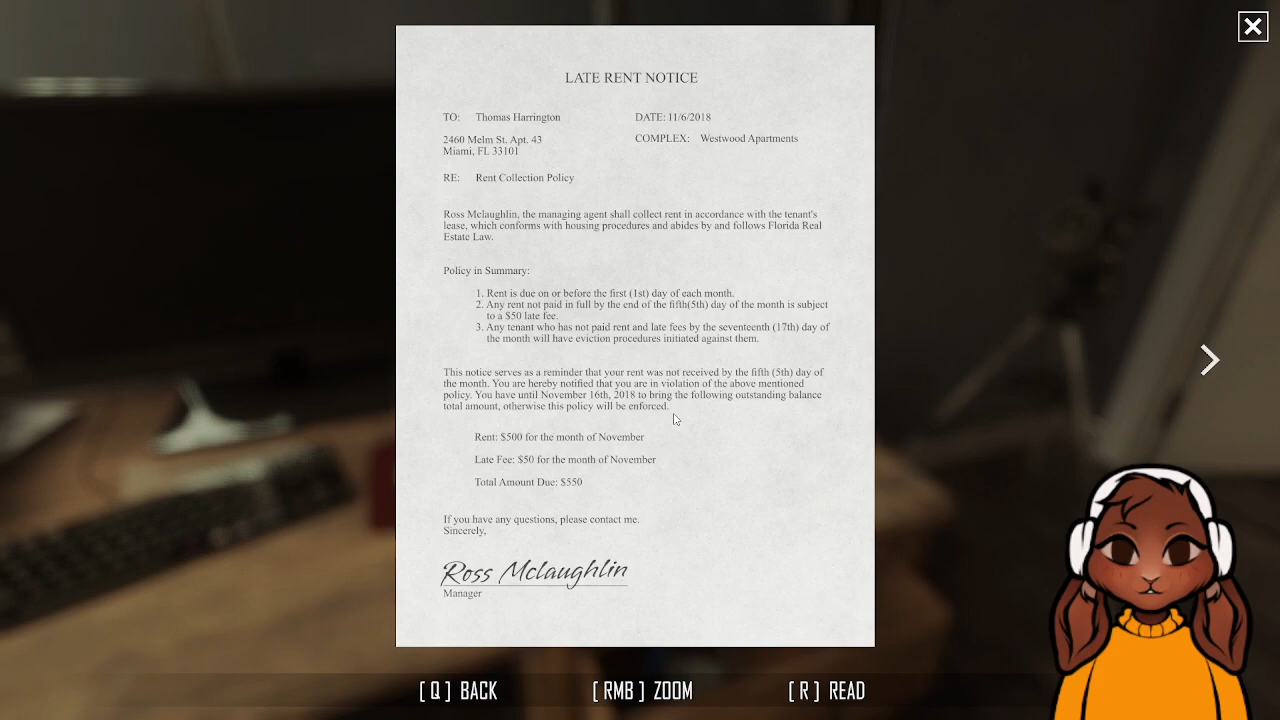 LATE RENT NOTICE
TO: Thomas Harrington
DATE: 11/6/2018
2460 Melm St. Apt. 43
Miami, FL 33101
COMPLEX: Westwood Apartments
RE: Rent Collection Policy
Ross Mclaughlin, the managing agent shall collect rent in accordance with the tenant's
lease, which conforms with housing procedures and abides by and follows Florida Real
Estate Law.
Policy in Summary:
1. Rent is due on or before the first (1st) day of each month.
2. Any rent not paid in full by the end of the fifth(5th) day of the month is subject
to a $50 late fee.
3. Any tenant who has not paid rent and late fees by the seventeenth (17th) day of
the month will have eviction procedures initiated against them.
This notice serves as a reminder that your rent was not received by the fifth (5th) day of
the month. You are hereby notified that you are in violation of the above mentioned
policy. You have until November 16th, 2018 to bring the following outstanding balance
total amount, otherwise this policy will be enforced.
Rent: $500 for the month of November
Late Fee: $50 for the month of November
Total Amount Due: $550
If you have any questions, please contact me.
Sincerely,
Ross Mclaughlin
Manager
[ Q ] BACK
[ RMB ] ZOOM
[ R ] READ